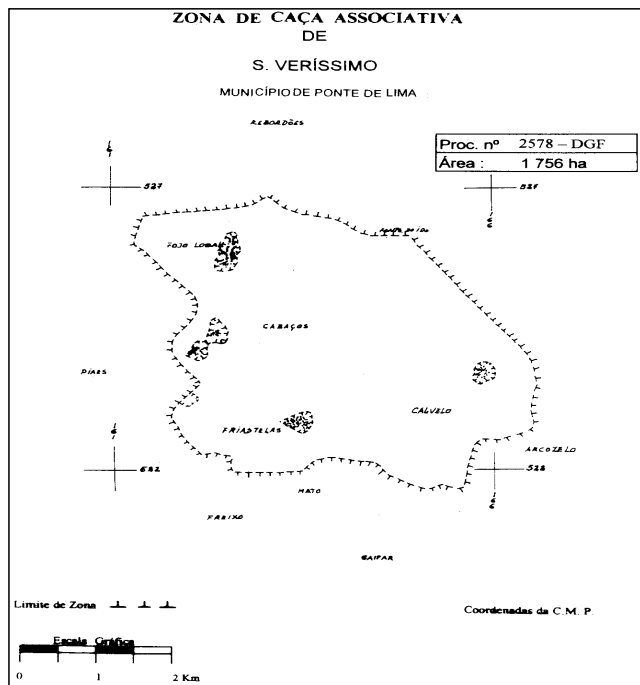 ZONA DE CAÇA ASSOCIATIVA
DE
S. VERÍSSIMO
MUNICÍPIO DE PONTE DE LIMA
REBORDÕES
Proc. nº 2578 – DGF
Área : 1 756 ha
527
527
FOJO LOBAL
CABAÇOS
PIAES
CALVELO
FRIASTELAS
ARCOZELO
682
528
MATO
FREIXO
GAIFAR
Limite de Zona
Coordenadas da C. M. P.
Escala Gráfica
0 1 2 Km